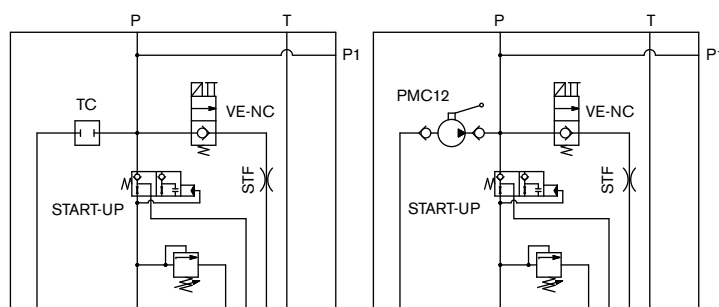 P T
P1
TC
VE-NC
STF
START-UP
P T
P1
PMC12
VE-NC
STF
START-UP